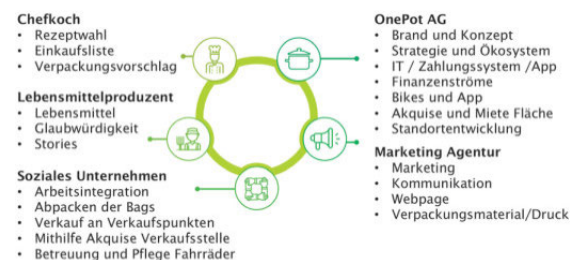 Chefkoch
• Rezeptwahl
• Einkaufsliste
• Verpackungsvorschlag
Lebensmittelproduzent
• Lebensmittel
• Glaubwürdigkeit
• Stories
Soziales Unternehmen
• Arbeitsintegration
• Abpacken der Bags
• Verkauf an Verkaufspunkten
• Mithilfe Akquise Verkaufsstelle
• Betreuung und Pflege Fahrräder
OnePot AG
• Brand und Konzept
• Strategie und Ökosystem
• IT / Zahlungssystem /App
• Finanzenströme
• Bikes und App
• Akquise und Miete Fläche
• Standortentwicklung
Marketing Agentur
• Marketing
• Kommunikation
• Webpage
• Verpackungsmaterial/Druck